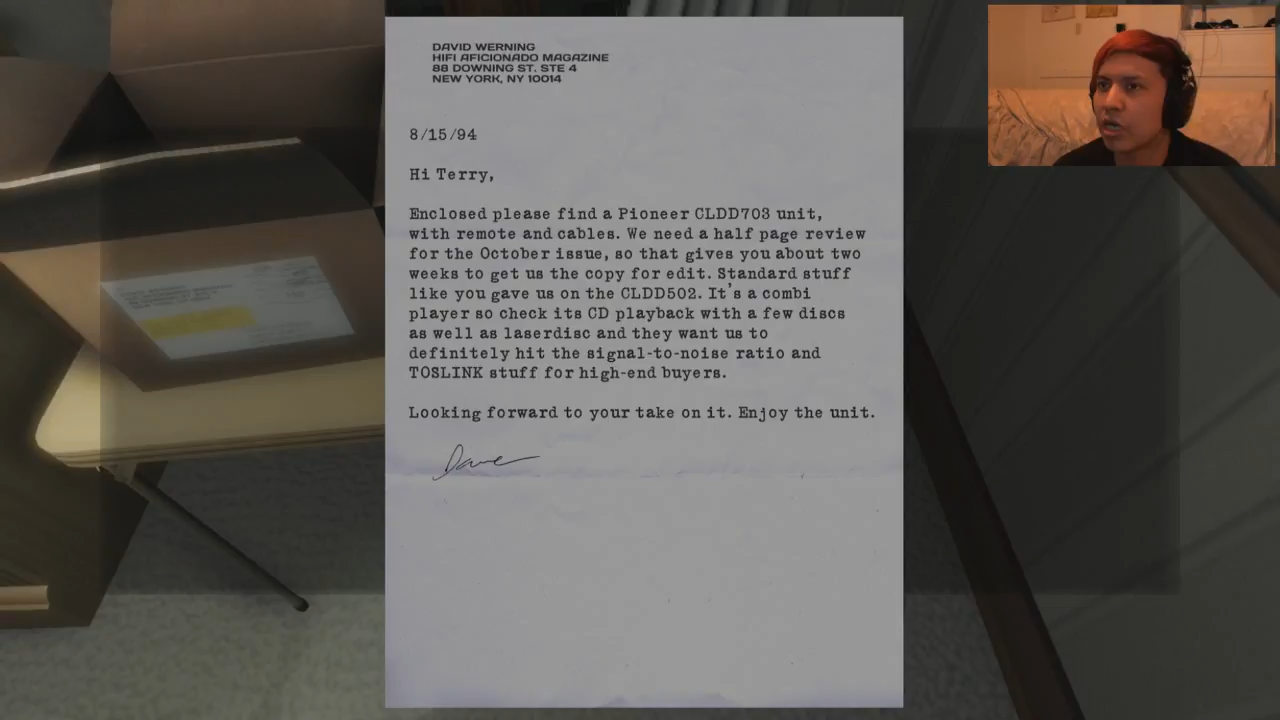 DAVID WERNING
HIFI AFICIONADO MAGAZINE
88 DOWNING ST. STE 4
NEW YORK, NY 10014
8/15/94
Hi Terry,
Enclosed please find a Pioneer CLDD703 unit,
with remote and cables. We need a half page review
for the October issue, so that gives you about two
weeks to get us the copy for edit. Standard stuff
like you gave us on the CLDD502. It's a combi
player so check its CD playback with a few discs
as well as laserdisc and they want us to
definitely hit the signal-to-noise ratio and
TOSLINK stuff for high-end buyers.
Looking forward to your take on it. Enjoy the unit.
Dave